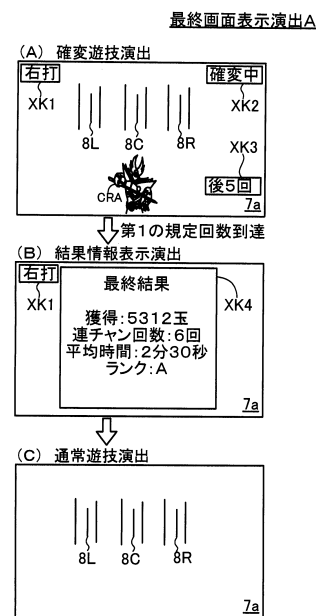 最終画面表示演出A
(A) 確変遊技演出
右打
確変中
XK1
XK2
8L 8C 8R
XK3
CRA
後5回
7a
第1の規定回数到達
(B) 結果情報表示演出
右打
最終結果
XK1
XK4
獲得:5312玉
連チャン回数:6回
平均時間:2分30秒
ランク:A
7a
(C) 通常遊技演出
8L 8C 8R
7a